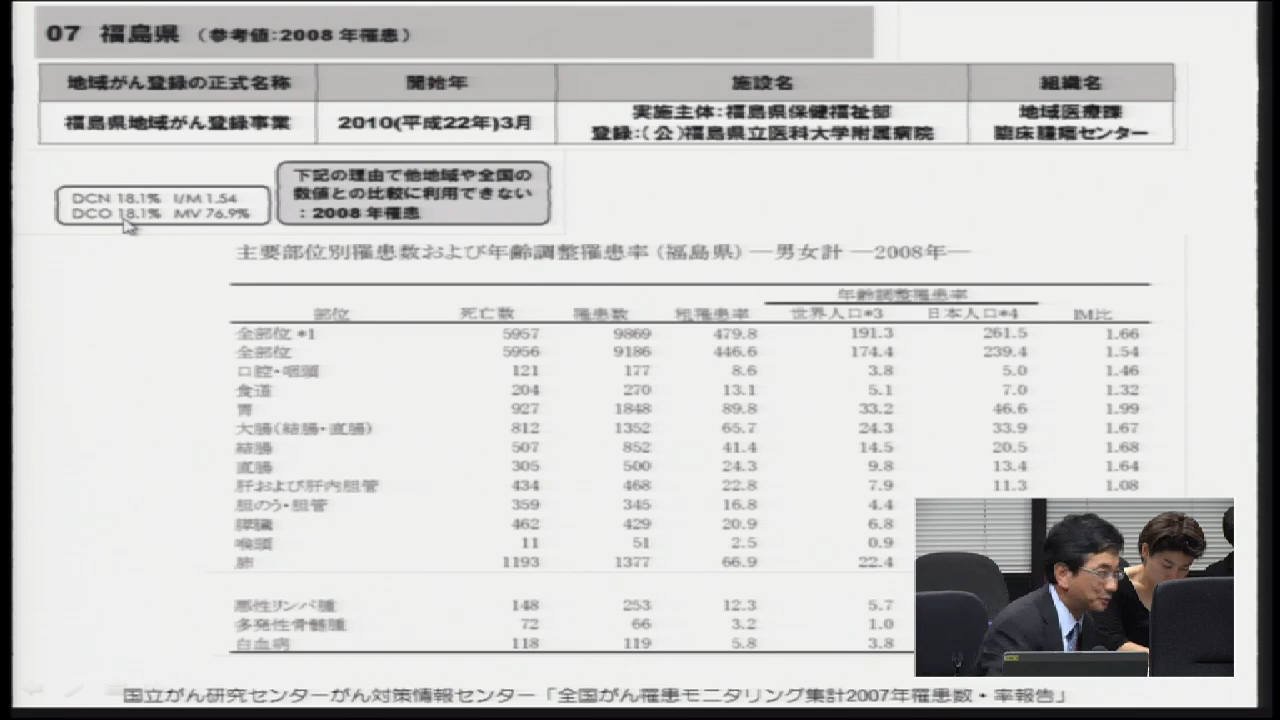 07 福島県 （参考値：2008 年罹患）
地域がん登録の正式名称 開始年 施設名 組織名
福島県地域がん登録事業 2010(平成22年)3月 実施主体：福島県保健福祉部 地域医療課
登録：（公）福島県立医科大学附属病院 臨床腫瘍センター
DCN 18.1% I/M 1.54
DCO 18.1% MV 76.9%
下記の理由で他地域や全国の
数値との比較に利用できない
：2008 年罹患
主要部位別罹患数および年齢調整罹患率（福島県）―男女計 ―2008年―
年齢調整罹患率
部位 死亡数 罹患数 粗罹患率 世界人口*3 日本人口*4 IM比
全部位 *1 5957 9869 479.8 191.3 261.5 1.66
全部位 5956 9186 446.6 174.4 239.4 1.54
口腔・咽頭 121 177 8.6 3.8 5.0 1.46
食道 204 270 13.1 5.1 7.0 1.32
胃 927 1848 89.8 33.2 46.6 1.99
大腸（結腸・直腸） 812 1352 65.7 24.3 33.9 1.67
結腸 507 852 41.4 14.5 20.5 1.68
直腸 305 500 24.3 9.8 13.4 1.64
肝および肝内胆管 434 468 22.8 7.9 11.3 1.08
胆のう・胆管 359 345 16.8 4.4
膵臓 462 429 20.9 6.8
喉頭 11 51 2.5 0.9
肺 1193 1377 66.9 22.4
悪性リンパ腫 148 253 12.3 5.7
多発性骨髄腫 72 66 3.2 1.0
白血病 118 119 5.8 3.8
国立がん研究センターがん対策情報センター「全国がん罹患モニタリング集計2007年罹患数・率報告」